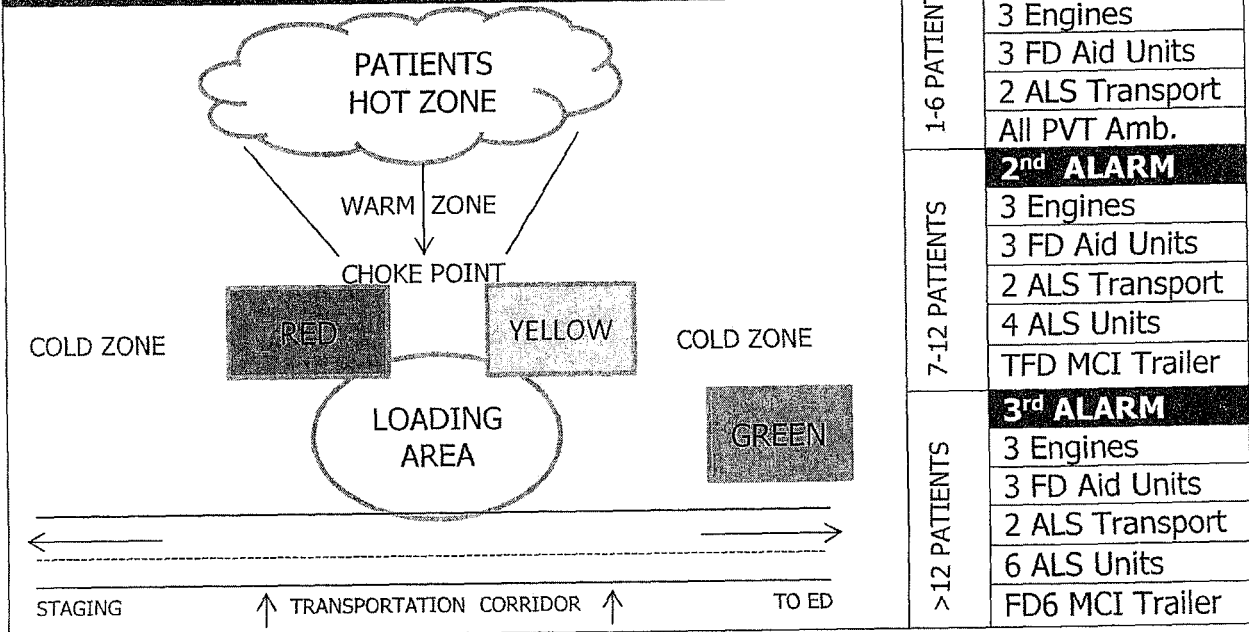 PATIENTS
HOT ZONE
WARM ZONE
CHOKE POINT
RED
YELLOW
COLD ZONE
COLD ZONE
LOADING
AREA
GREEN
STAGING
TRANSPORTATION CORRIDOR
TO ED
1-6 PATIENT
3 Engines
3 FD Aid Units
2 ALS Transport
All PVT Amb.
7-12 PATIENTS
2nd ALARM
3 Engines
3 FD Aid Units
2 ALS Transport
4 ALS Units
TFD MCI Trailer
>12 PATIENTS
3rd ALARM
3 Engines
3 FD Aid Units
2 ALS Transport
6 ALS Units
FD6 MCI Trailer